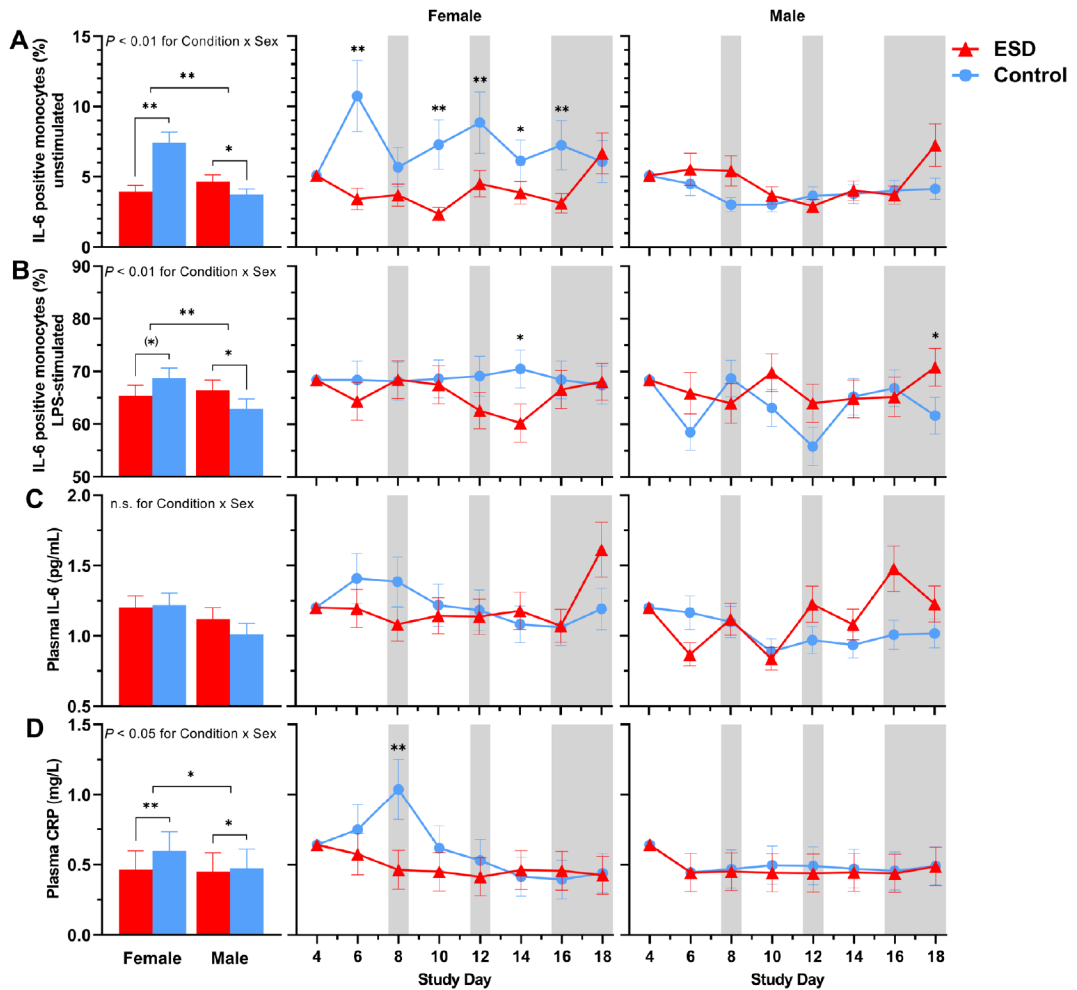 Female
Male
ESD
Control
A
P < 0.01 for Condition x Sex
IL-6 positive monocytes (%)
unstimulated
15
10
5
0
**
**
*
**
**
**
*
**
B
P < 0.01 for Condition x Sex
IL-6 positive monocytes (%)
LPS-stimulated
90
80
70
60
50
**
(*)
*
*
*
C
n.s. for Condition x Sex
Plasma IL-6 (pg/mL)
2.0
1.5
1.0
0.5
D
P < 0.05 for Condition x Sex
Plasma CRP (mg/L)
1.5
1.0
0.5
0.0
*
**
*
**
Female Male
4 6 8 10 12 14 16 18
Study Day
4 6 8 10 12 14 16 18
Study Day